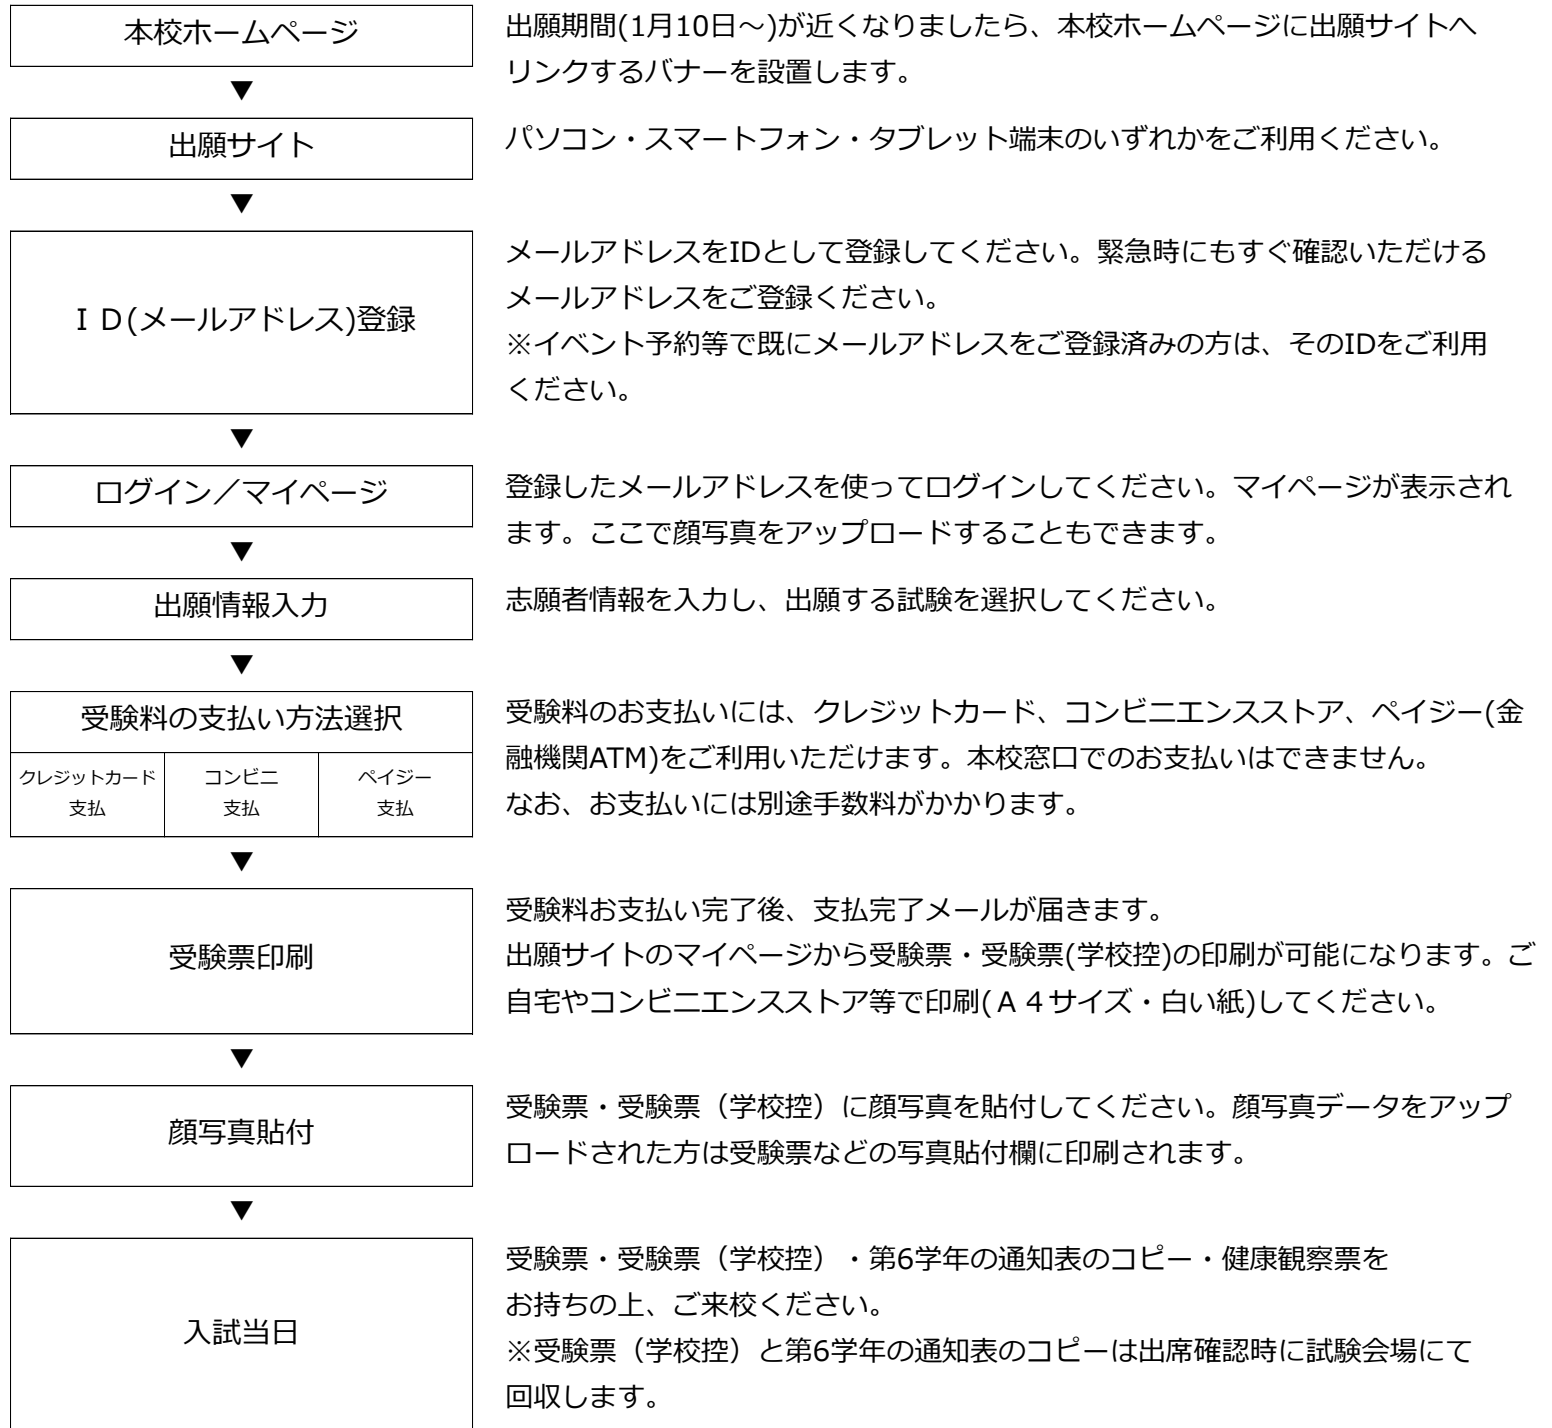 本校ホームページ
出願期間(1月10日～)が近くなりましたら、本校ホームページに出願サイトへ
リンクするバナーを設置します。
▼
出願サイト
パソコン・スマートフォン・タブレット端末のいずれかをご利用ください。
▼
ＩＤ(メールアドレス)登録
メールアドレスをIDとして登録してください。緊急時にもすぐ確認いただける
メールアドレスをご登録ください。
※イベント予約等で既にメールアドレスをご登録済みの方は、そのIDをご利用
ください。
▼
ログイン／マイページ
登録したメールアドレスを使ってログインしてください。マイページが表示され
ます。ここで顔写真をアップロードすることもできます。
▼
出願情報入力
志願者情報を入力し、出願する試験を選択してください。
▼
受験料の支払い方法選択
クレジットカード
支払
コンビニ
支払
ペイジー
支払
受験料のお支払いには、クレジットカード、コンビニエンスストア、ペイジー(金
融機関ATM)をご利用いただけます。本校窓口でのお支払いはできません。
なお、お支払いには別途手数料がかかります。
▼
受験票印刷
受験料お支払い完了後、支払完了メールが届きます。
出願サイトのマイページから受験票・受験票(学校控)の印刷が可能になります。ご
自宅やコンビニエンスストア等で印刷(Ａ４サイズ・白い紙)してください。
▼
顔写真貼付
受験票・受験票（学校控）に顔写真を貼付してください。顔写真データをアップ
ロードされた方は受験票などの写真貼付欄に印刷されます。
▼
入試当日
受験票・受験票（学校控）・第6学年の通知表のコピー・健康観察票を
お持ちの上、ご来校ください。
※受験票（学校控）と第6学年の通知表のコピーは出席確認時に試験会場にて
回収します。